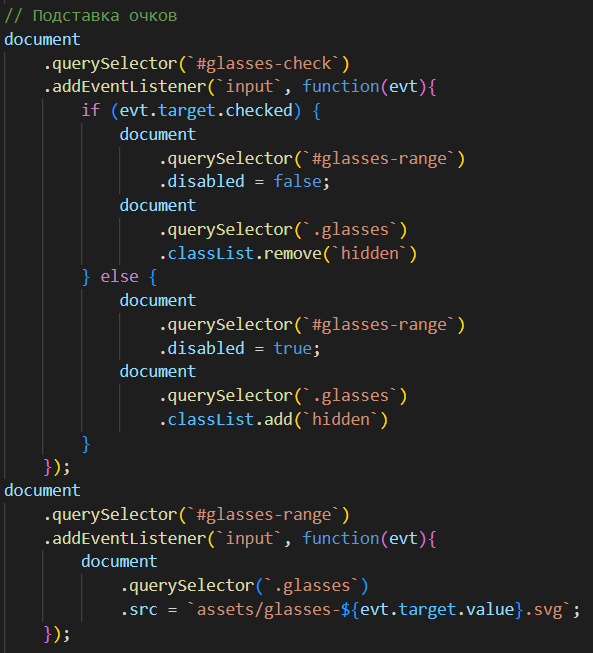 // Подставка очков
document
    .querySelector(`#glasses-check`)
    .addEventListener(`input`, function(evt){
        if (evt.target.checked) {
            document
                .querySelector(`#glasses-range`)
                .disabled = false;
            document
                .querySelector(`.glasses`)
                .classList.remove(`hidden`)
        } else {
            document
                .querySelector(`#glasses-range`)
                .disabled = true;
            document
                .querySelector(`.glasses`)
                .classList.add(`hidden`)
        }
    });
document
    .querySelector(`#glasses-range`)
    .addEventListener(`input`, function(evt){
        document
            .querySelector(`.glasses`)
            .src = `assets/glasses-${evt.target.value}.svg`;
    });